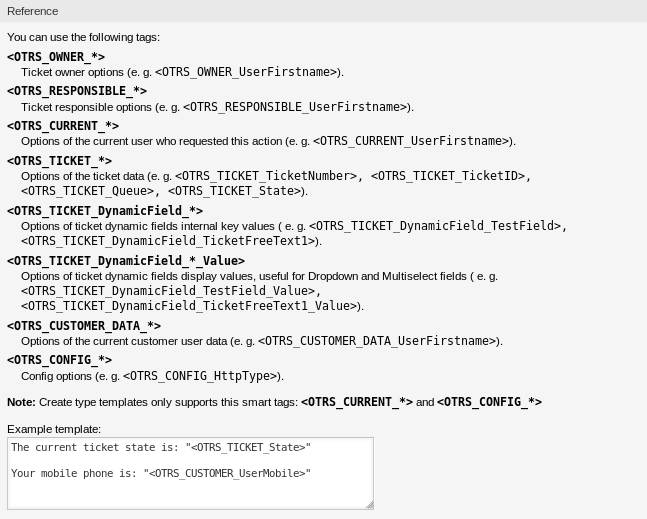 Reference
You can use the following tags:
<OTRS_OWNER_*>
Ticket owner options (e. g. <OTRS_OWNER_UserFirstname>).
<OTRS_RESPONSIBLE_*>
Ticket responsible options (e. g. <OTRS_RESPONSIBLE_UserFirstname>).
<OTRS_CURRENT_*>
Options of the current user who requested this action (e. g. <OTRS_CURRENT_UserFirstname>).
<OTRS_TICKET_*>
Options of the ticket data (e. g. <OTRS_TICKET_TicketNumber>, <OTRS_TICKET_TicketID>,
<OTRS_TICKET_Queue>, <OTRS_TICKET_State>).
<OTRS_TICKET_DynamicField_*>
Options of ticket dynamic fields internal key values ( e. g. <OTRS_TICKET_DynamicField_TestField>,
<OTRS_TICKET_DynamicField_TicketFreeText1>).
<OTRS_TICKET_DynamicField_*_Value>
Options of ticket dynamic fields display values, useful for Dropdown and Multiselect fields ( e. g.
<OTRS_TICKET_DynamicField_TestField_Value>,
<OTRS_TICKET_DynamicField_TicketFreeText1_Value>).
<OTRS_CUSTOMER_DATA_*>
Options of the current customer user data (e. g. <OTRS_CUSTOMER_DATA_UserFirstname>).
<OTRS_CONFIG_*>
Config options (e. g. <OTRS_CONFIG_HttpType>).
Note: Create type templates only supports this smart tags: <OTRS_CURRENT_*> and <OTRS_CONFIG_*>
Example template:
The current ticket state is: "<OTRS_TICKET_State>"
Your mobile phone is: "<OTRS_CUSTOMER_UserMobile>"